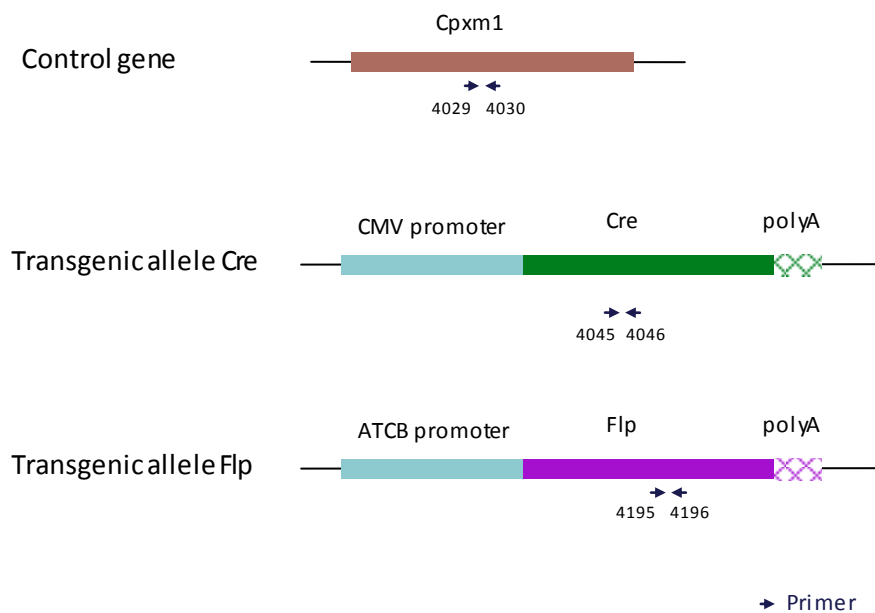 Cpxm1
Control gene
4029 4030
CMV promoter Cre polyA
Transgenic allele Cre
4045 4046
ATCB promoter Flp polyA
Transgenic allele Flp
4195 4196
Primer